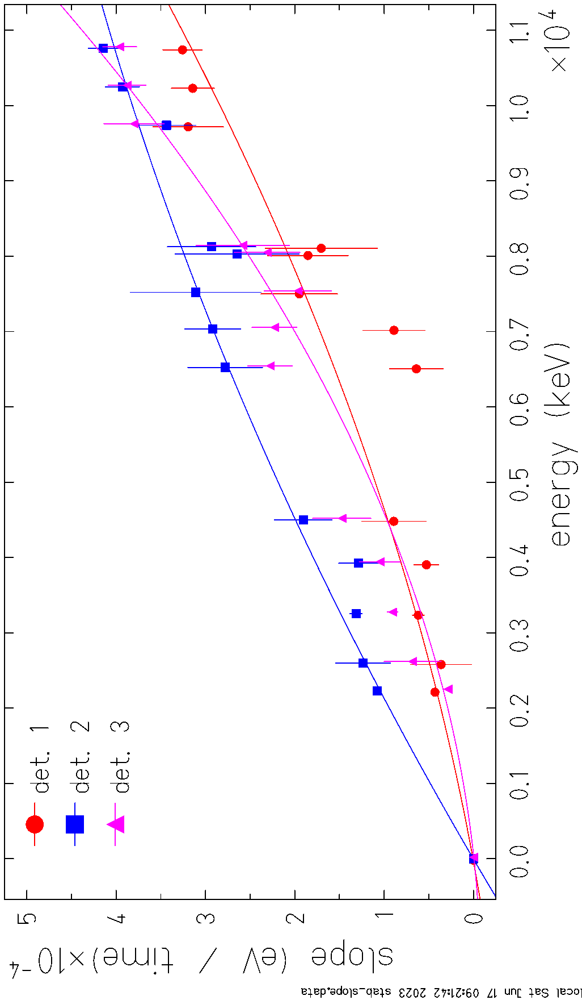 det. 1
det. 2
det. 3
5
4
3
2
1
0
slope (eV / time)×10⁻⁴
0.0 0.1 0.2 0.3 0.4 0.5 0.6 0.7 0.8 0.9 1.0 1.1
×10⁴
energy (keV)
local Sat Jun 17 09:21:42 2023 stab_slope.data